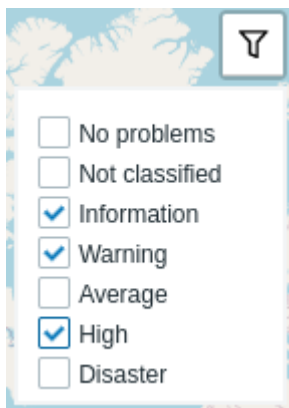 No problems
Not classified
Information
Warning
Average
High
Disaster